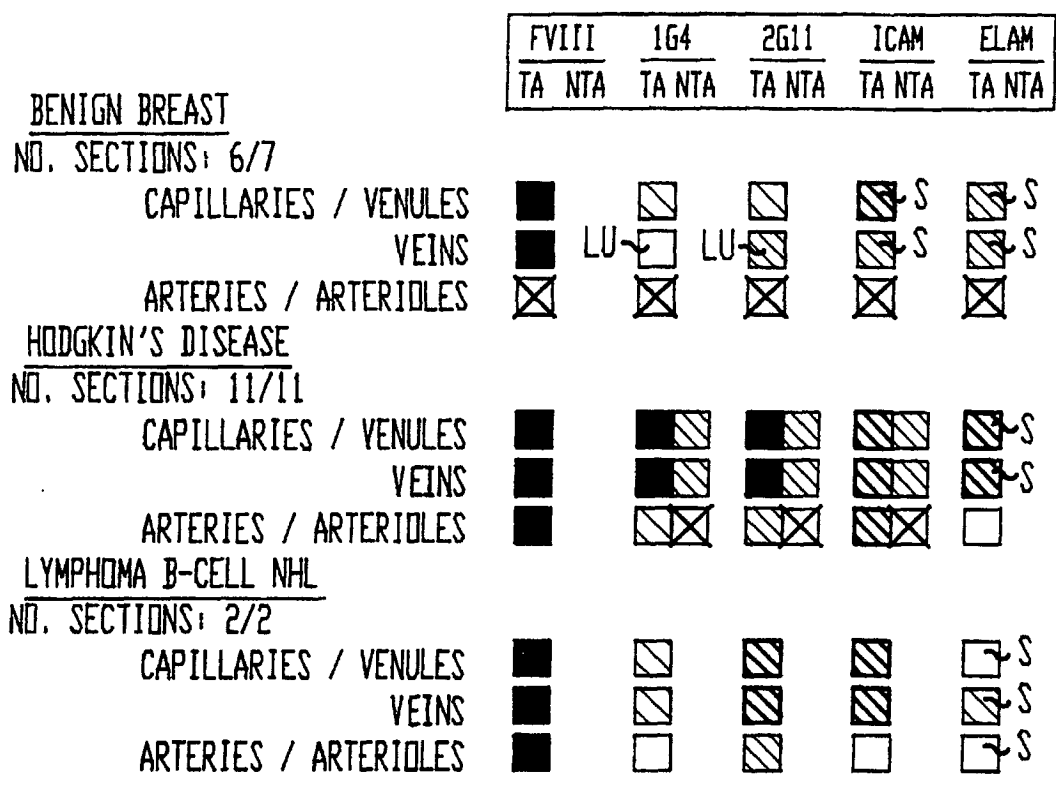 FVIII 1G4 2G11 ICAM ELAM
TA NTA TA NTA TA NTA TA NTA TA NTA
BENIGN BREAST
NO. SECTIONS: 6/7
CAPILLARIES / VENULES S S
VEINS LU LU S S
ARTERIES / ARTERIOLES
HODGKIN'S DISEASE
NO. SECTIONS: 11/11
CAPILLARIES / VENULES S
VEINS S
ARTERIES / ARTERIOLES
LYMPHOMA B-CELL NHL
NO. SECTIONS: 2/2
CAPILLARIES / VENULES S
VEINS S
ARTERIES / ARTERIOLES S